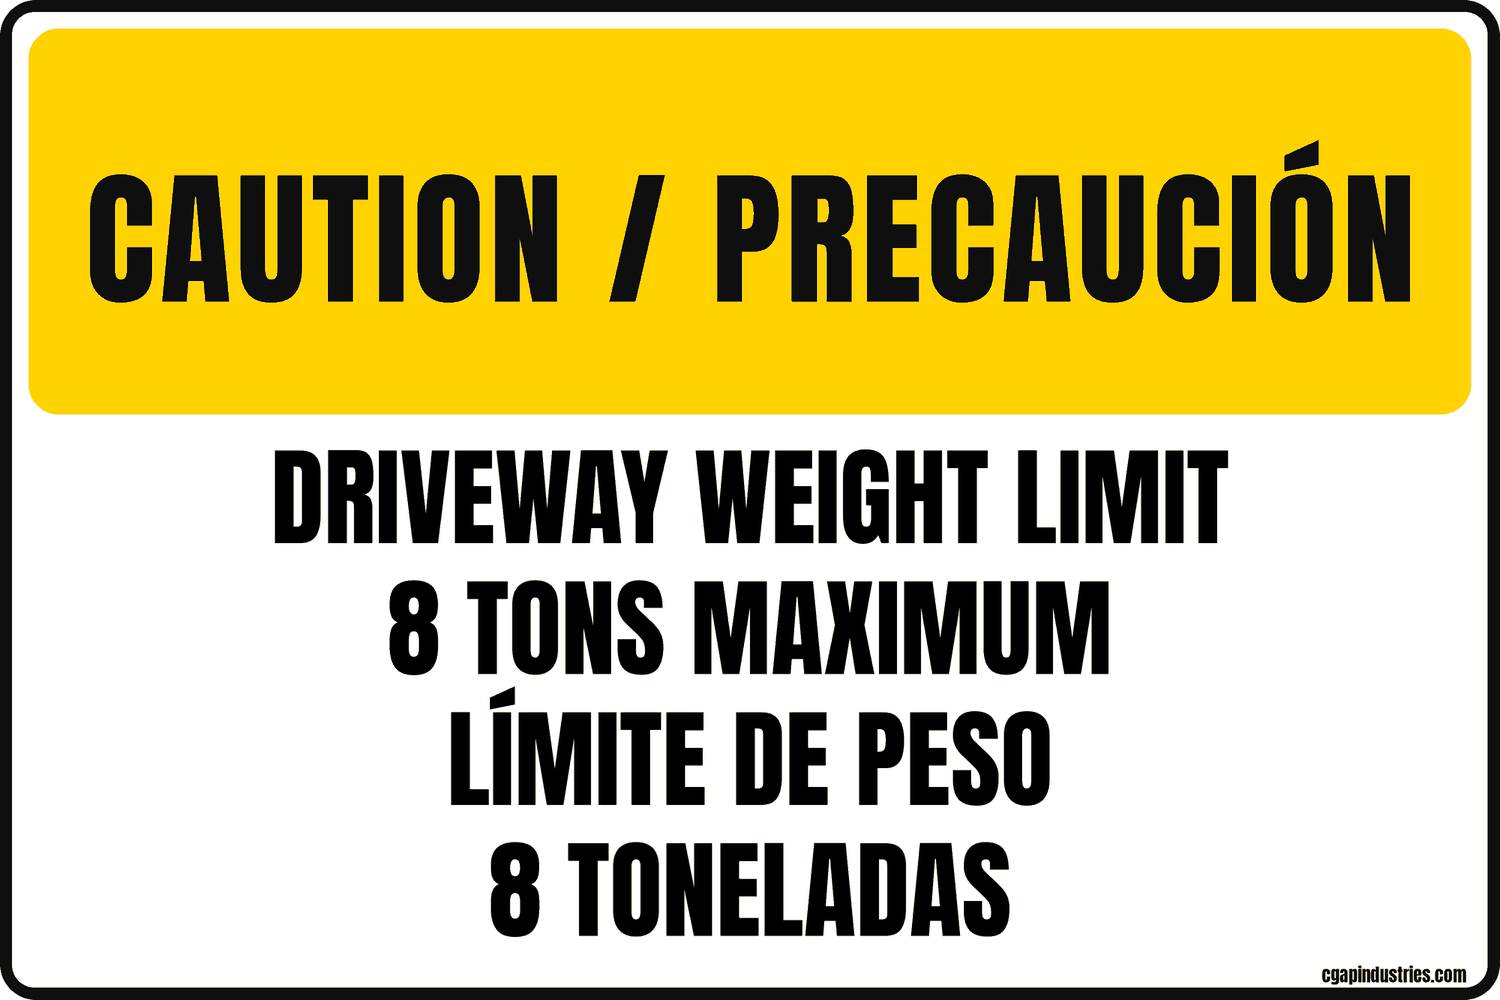 CAUTION / PRECAUCIÓN
DRIVEWAY WEIGHT LIMIT
8 TONS MAXIMUM
LÍMITE DE PESO
8 TONELADAS
cgapindustries.com